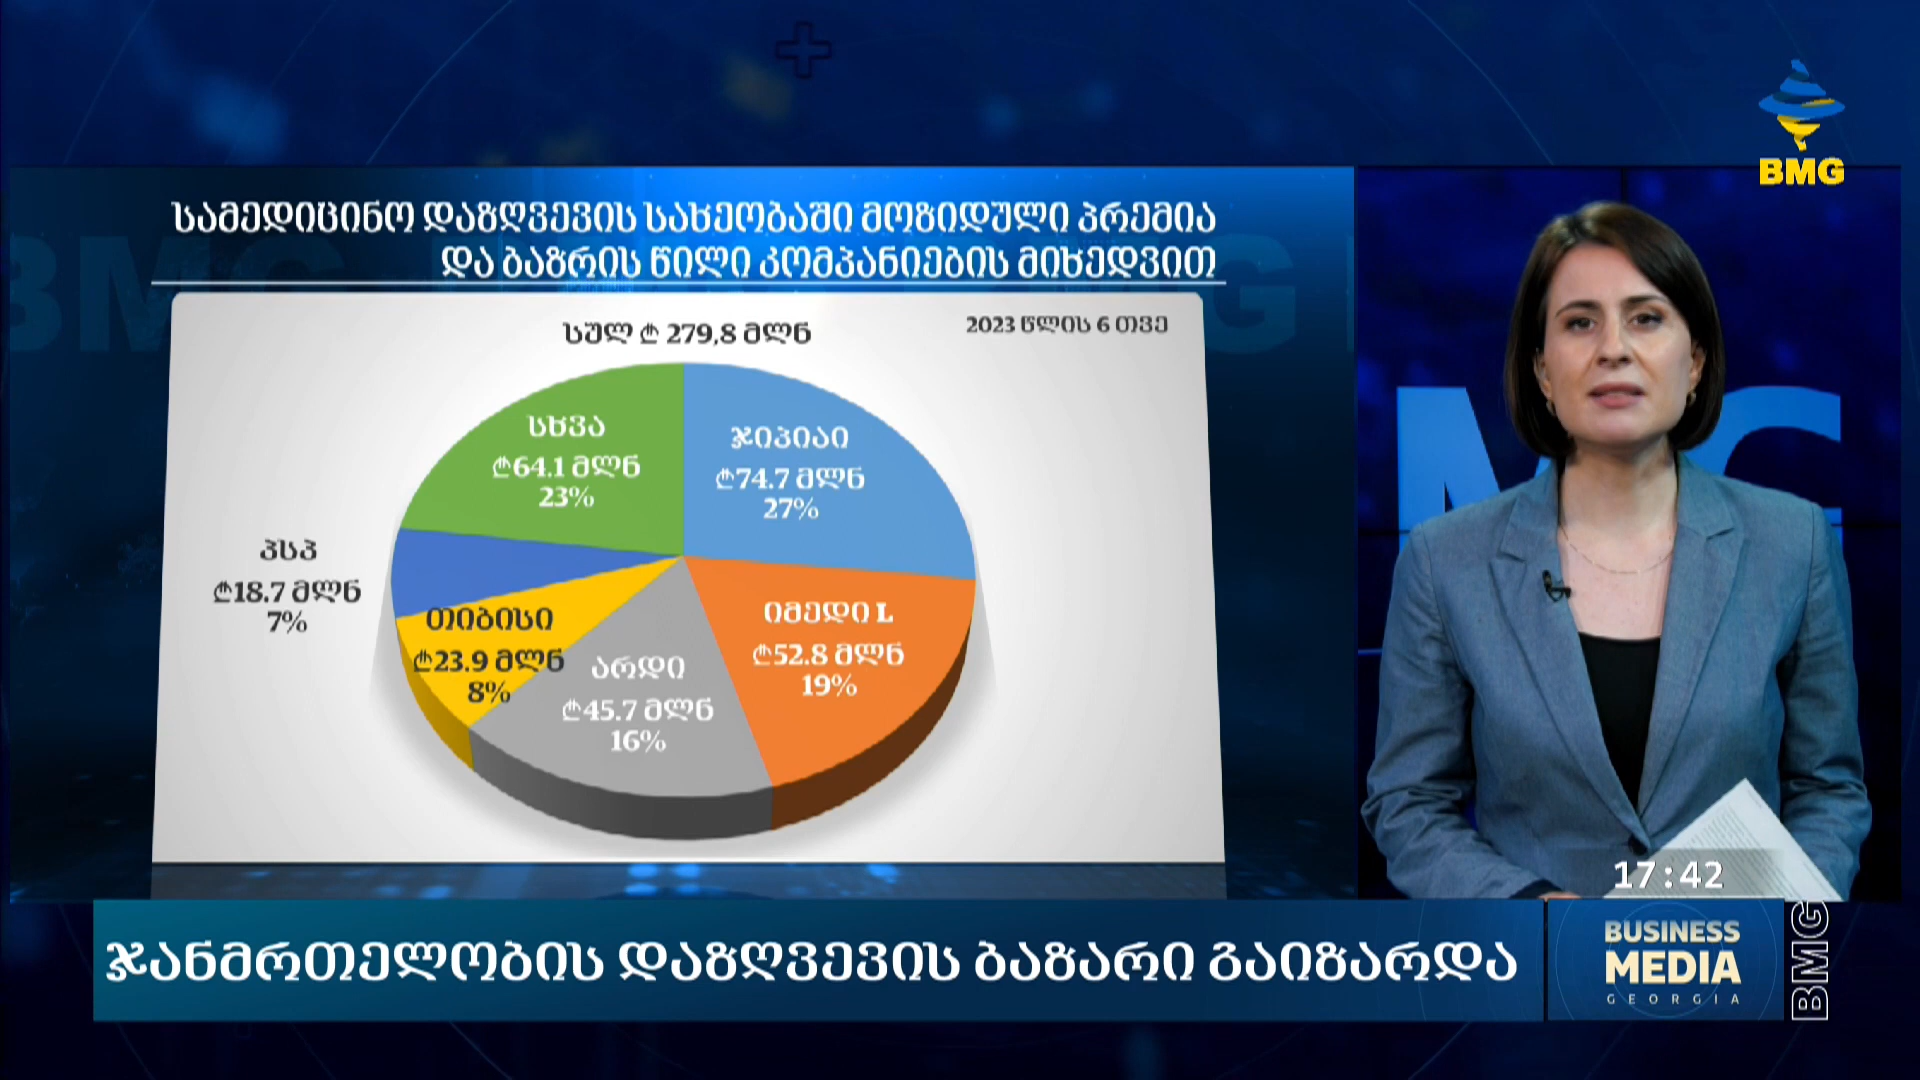 BMG
სამედიცინო დაზღვევის სახეობაში მოზიდული პრემია
და ბაზრის წილი კომპანიების მიხედვით
სულ ₾ 279,8 მლნ
2023 წლის 6 თვე
სხვა
₾64.1 მლნ
23%
ჯიპიაი
₾74.7 მლნ
27%
პსპ
₾18.7 მლნ
7%
თიბისი
₾23.9 მლნ
8%
არდი
₾45.7 მლნ
16%
იმედი L
₾52.8 მლნ
19%
17:42
ჯანმრთელობის დაზღვევის ბაზარი გაიზარდა
BUSINESS
MEDIA
GEORGIA
BMG